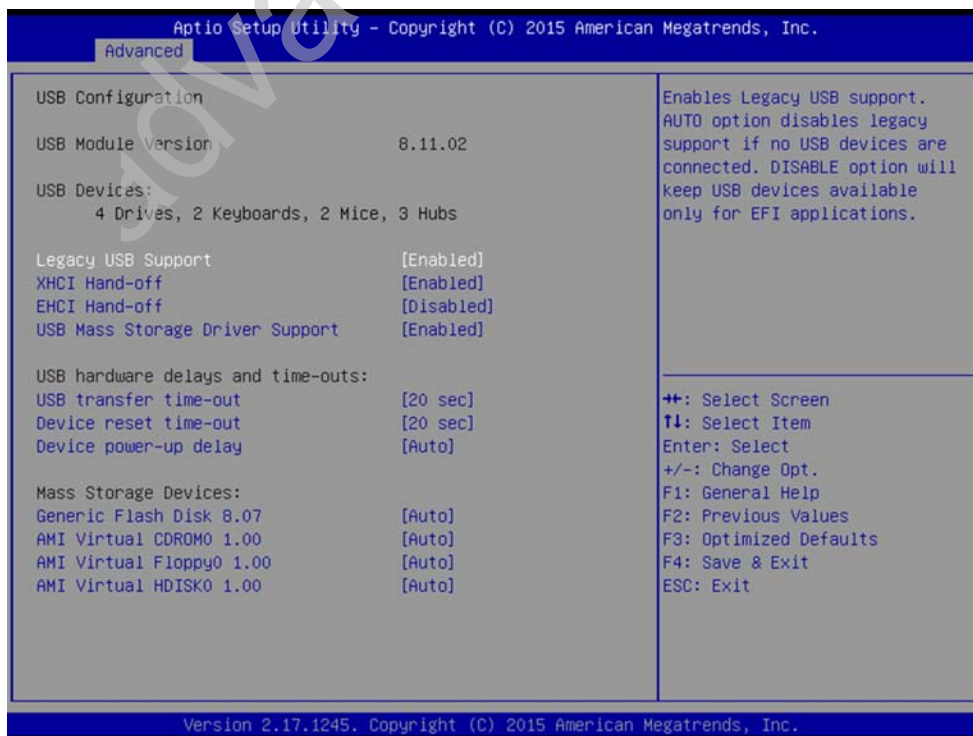 Aptio Setup Utility - Copyright (C) 2015 American Megatrends, Inc.
Advanced
USB Configuration
USB Module Version 8.11.02
USB Devices:
4 Drives, 2 Keyboards, 2 Mice, 3 Hubs
Legacy USB Support [Enabled]
XHCI Hand-off [Enabled]
EHCI Hand-off [Disabled]
USB Mass Storage Driver Support [Enabled]
USB hardware delays and time-outs:
USB transfer time-out [20 sec]
Device reset time-out [20 sec]
Device power-up delay [Auto]
Mass Storage Devices:
Generic Flash Disk 8.07 [Auto]
AMI Virtual CDROM0 1.00 [Auto]
AMI Virtual Floppy0 1.00 [Auto]
AMI Virtual HDISK0 1.00 [Auto]
Enables Legacy USB support.
AUTO option disables legacy
support if no USB devices are
connected. DISABLE option will
keep USB devices available
only for EFI applications.
→←: Select Screen
↑↓: Select Item
Enter: Select
+/-: Change Opt.
F1: General Help
F2: Previous Values
F3: Optimized Defaults
F4: Save & Exit
ESC: Exit
Version 2.17.1245. Copyright (C) 2015 American Megatrends, Inc.